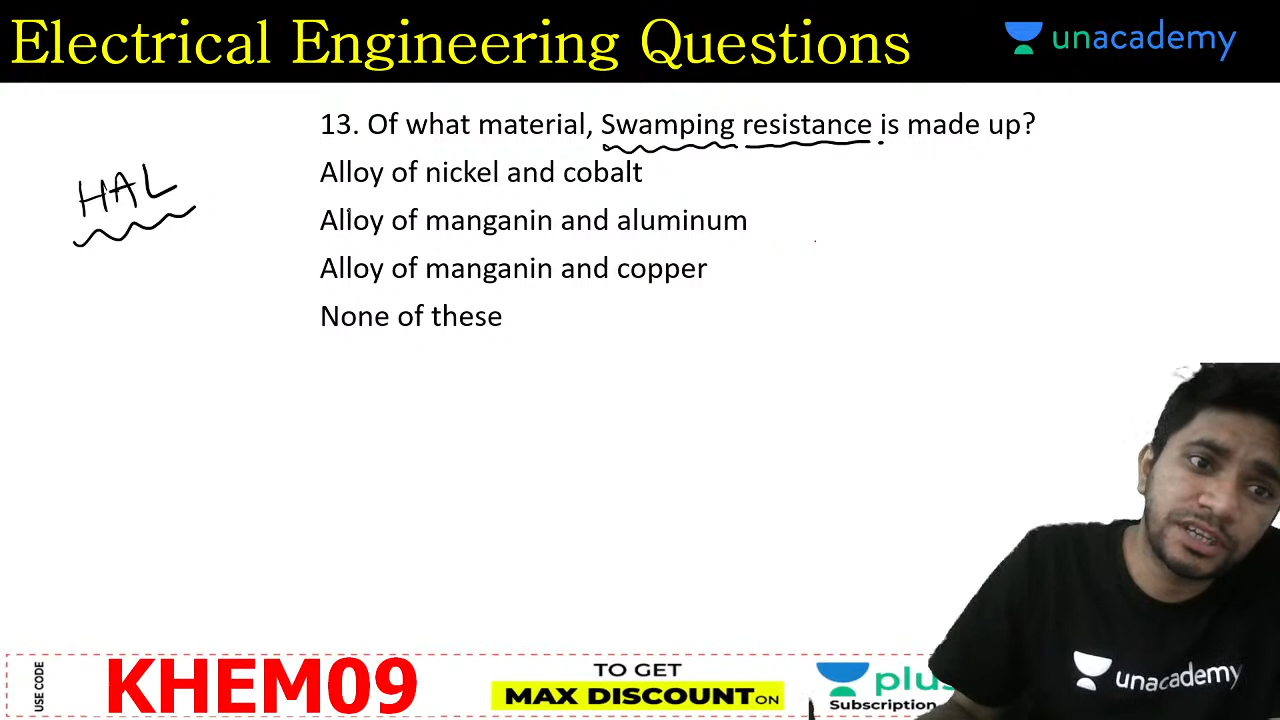 Electrical Engineering Questions
unacademy
13. Of what material, Swamping resistance is made up?
HAL
Alloy of nickel and cobalt
Alloy of manganin and aluminum
Alloy of manganin and copper
None of these
USE CODE
KHEM09
TO GET
MAX DISCOUNT ON
plus
Subscription
unacademy